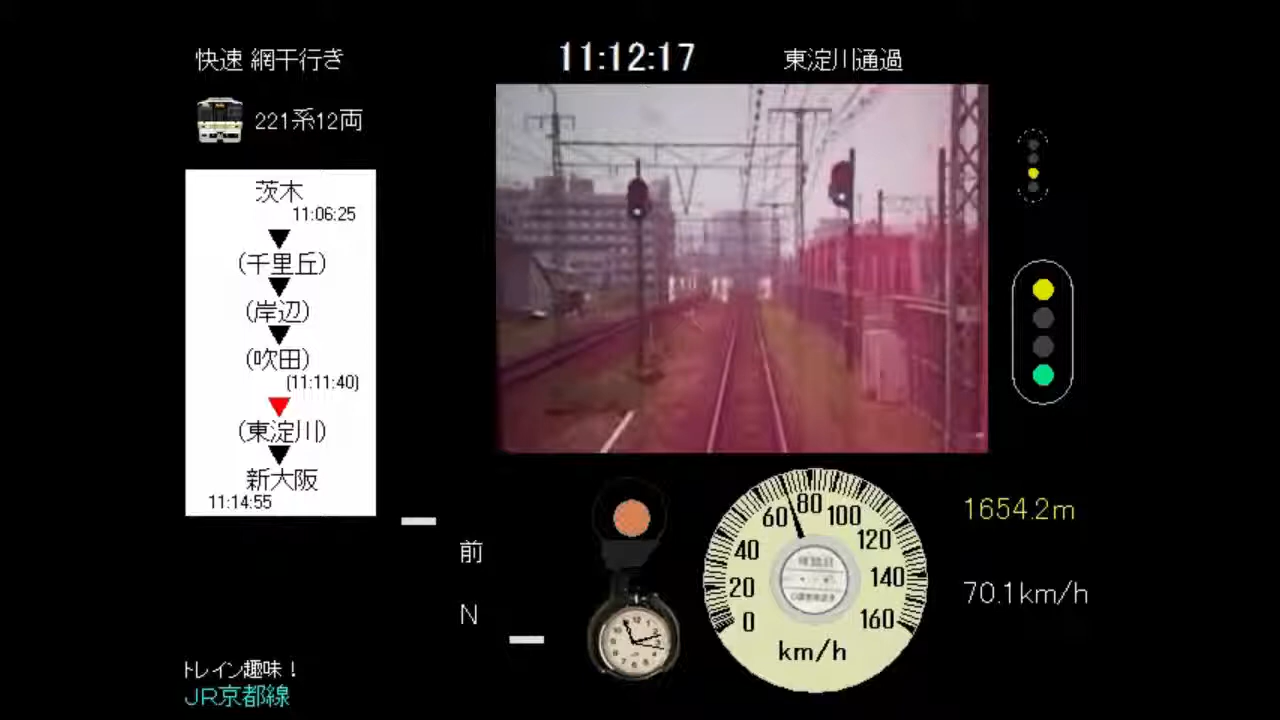 快速 網干行き
11:12:17
東淀川通過
221系12両
茨木
11:06:25
(千里丘)
(岸辺)
(吹田)
(11:11:40)
(東淀川)
新大阪
11:14:55
前
N
0
20
40
60
80
100
120
140
160
km/h
1654.2m
70.1km/h
トレイン趣味！
JR京都線